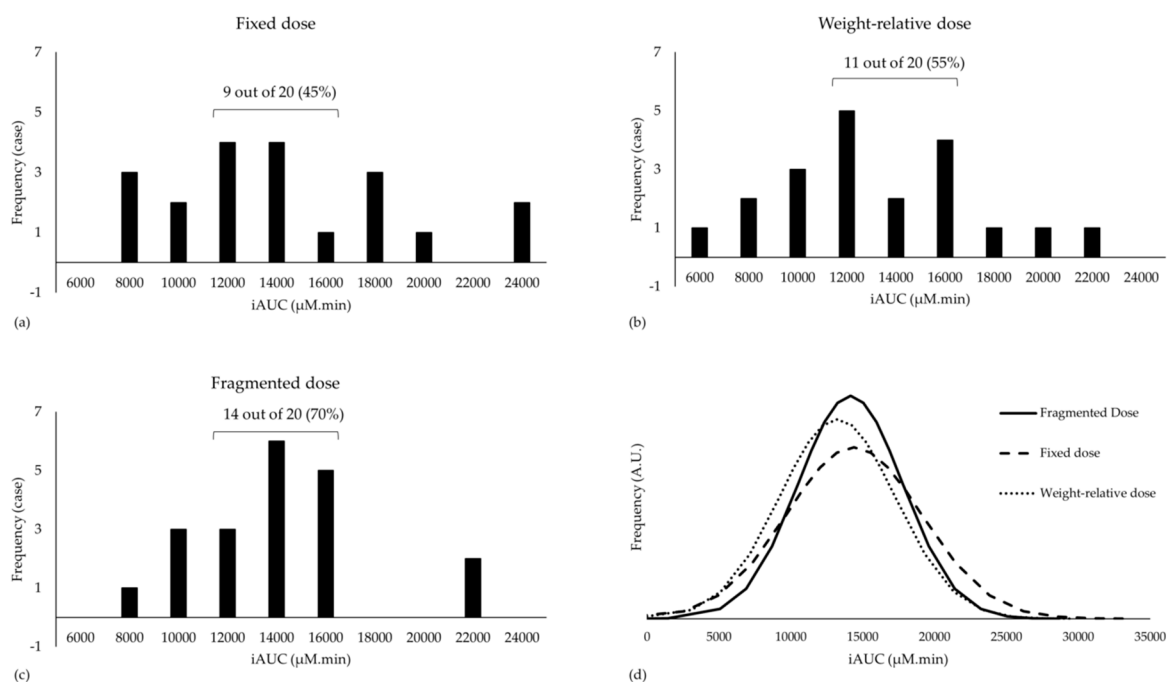 Fixed dose
7
9 out of 20 (45%)
5
Frequency (case)
3
1
-1
6000 8000 10000 12000 14000 16000 18000 20000 22000 24000
iAUC (µM.min)
(a)
Weight-relative dose
7
11 out of 20 (55%)
5
Frequency (case)
3
1
-1
6000 8000 10000 12000 14000 16000 18000 20000 22000 24000
iAUC (µM.min)
(b)
Fragmented dose
7
14 out of 20 (70%)
5
Frequency (case)
3
1
-1
6000 8000 10000 12000 14000 16000 18000 20000 22000 24000
iAUC (µM.min)
(c)
Fragmented Dose
Fixed dose
Weight-relative dose
Frequency (A.U.)
0 5000 10000 15000 20000 25000 30000 35000
iAUC (µM.min)
(d)